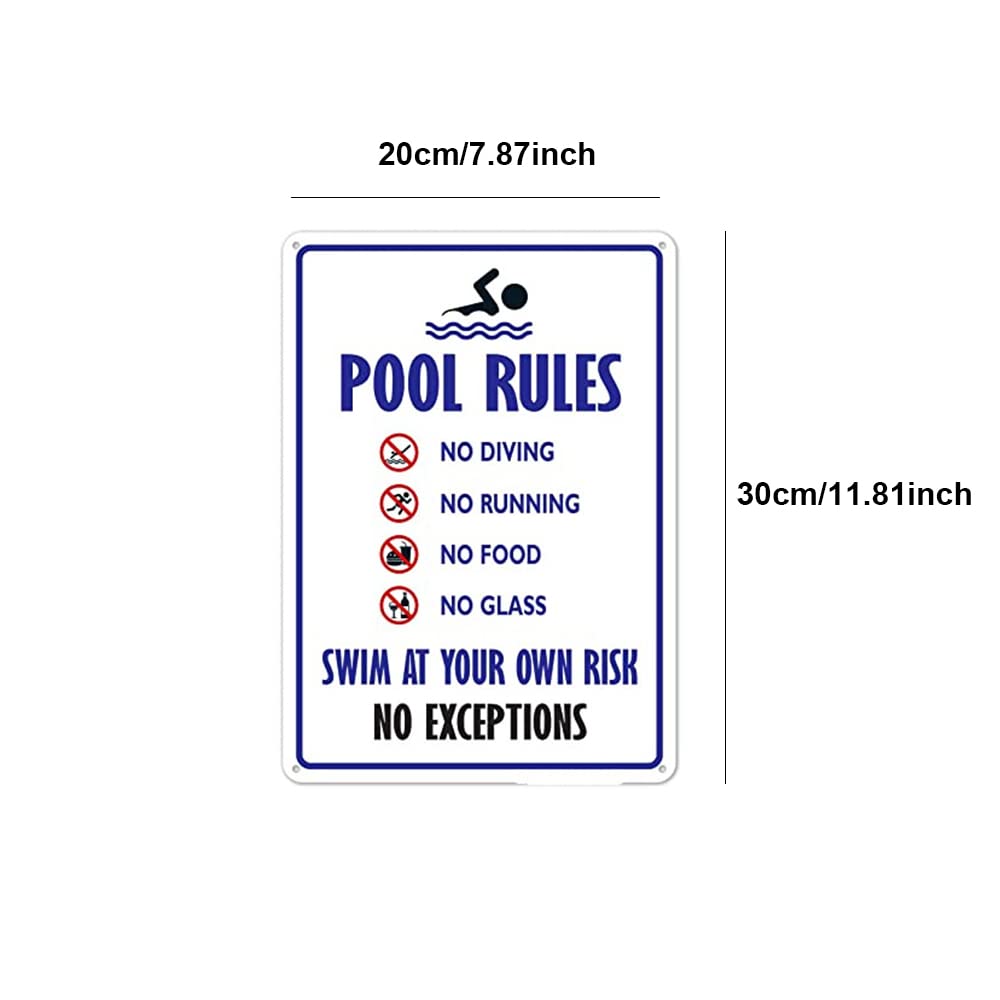 20cm/7.87inch
POOL RULES
NO DIVING
NO RUNNING
NO FOOD
NO GLASS
SWIM AT YOUR OWN RISK
NO EXCEPTIONS
30cm/11.81inch